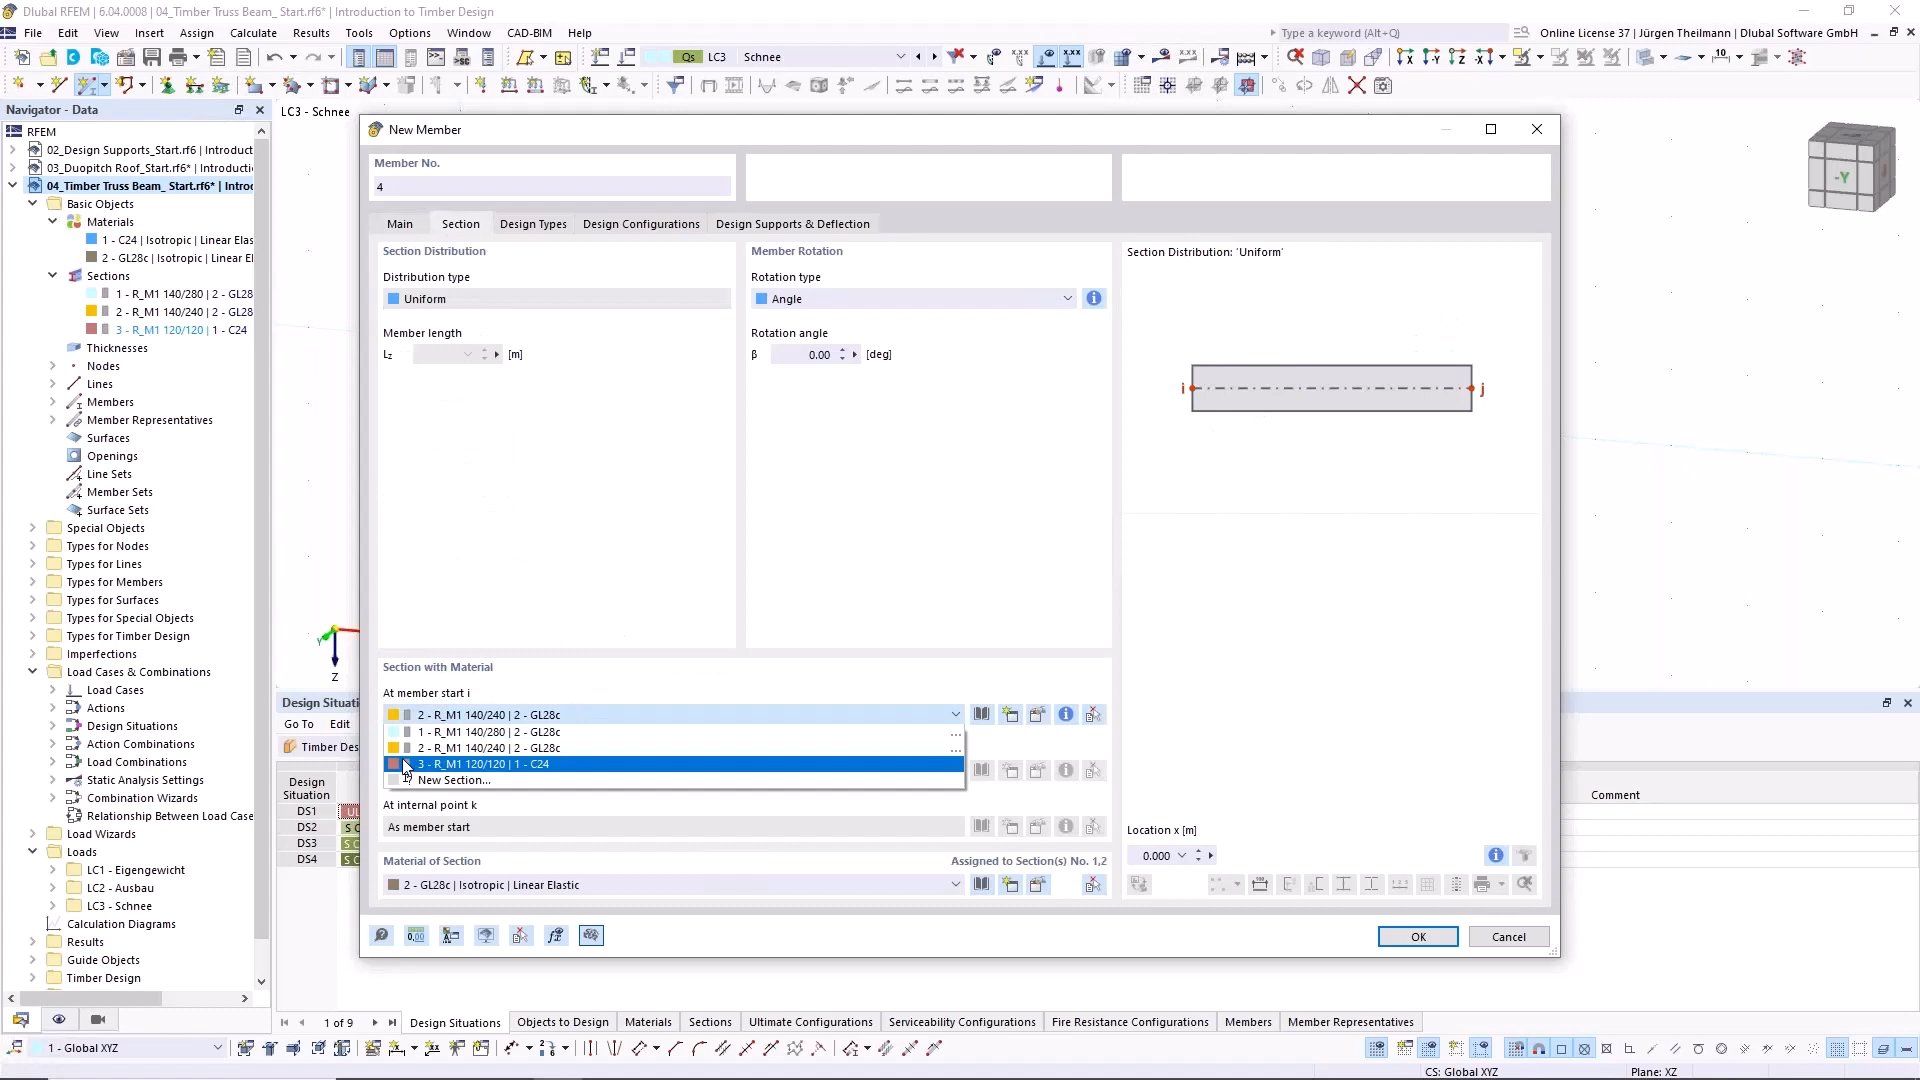 Dlubal RFEM | 6.04.0008 | 04_Timber Truss Beam_ Start.rf6* | Introduction to Timber Design
File Edit View Insert Assign Calculate Results Tools Options Window CAD-BIM Help
Type a keyword (Alt+Q)
Online License 37 | Jürgen Theilmann | Dlubal Software GmbH
Qs LC3 Schnee
Navigator - Data
LC3 - Schnee
RFEM
02_Design Supports_Start.rf6 | Introduct
03_Duopitch Roof_Start.rf6* | Introducti
04_Timber Truss Beam_ Start.rf6* | Introc
Basic Objects
Materials
1 - C24 | Isotropic | Linear Elas
2 - GL28c | Isotropic | Linear El
Sections
1 - R_M1 140/280 | 2 - GL28
2 - R_M1 140/240 | 2 - GL28
3 - R_M1 120/120 | 1 - C24
Thicknesses
Nodes
Lines
Members
Member Representatives
Surfaces
Openings
Line Sets
Member Sets
Surface Sets
Special Objects
Types for Nodes
Types for Lines
Types for Members
Types for Surfaces
Types for Special Objects
Types for Timber Design
Imperfections
Load Cases & Combinations
Load Cases
Actions
Design Situations
Action Combinations
Load Combinations
Static Analysis Settings
Combination Wizards
Relationship Between Load Case
Load Wizards
Loads
LC1 - Eigengewicht
LC2 - Ausbau
LC3 - Schnee
Calculation Diagrams
Results
Guide Objects
Timber Design
New Member
Member No.
4
Main Section Design Types Design Configurations Design Supports & Deflection
Section Distribution
Distribution type
Uniform
Member length
Lz [m]
Member Rotation
Rotation type
Angle
Rotation angle
β 0.00 [deg]
Section Distribution: 'Uniform'
i j
Section with Material
At member start i
2 - R_M1 140/240 | 2 - GL28c
1 - R_M1 140/280 | 2 - GL28c
2 - R_M1 140/240 | 2 - GL28c
3 - R_M1 120/120 | 1 - C24
New Section...
At internal point k
As member start
Material of Section Assigned to Section(s) No. 1,2
2 - GL28c | Isotropic | Linear Elastic
Location x [m]
0.000
OK Cancel
-Y
Y
Z
Design Situati
Go To Edit
Timber Des
Design
Situation
DS1
DS2
DS3
DS4
Comment
1 of 9 Design Situations Objects to Design Materials Sections Ultimate Configurations Serviceability Configurations Fire Resistance Configurations Members Member Representatives
1 - Global XYZ
CS: Global XYZ Plane: XZ